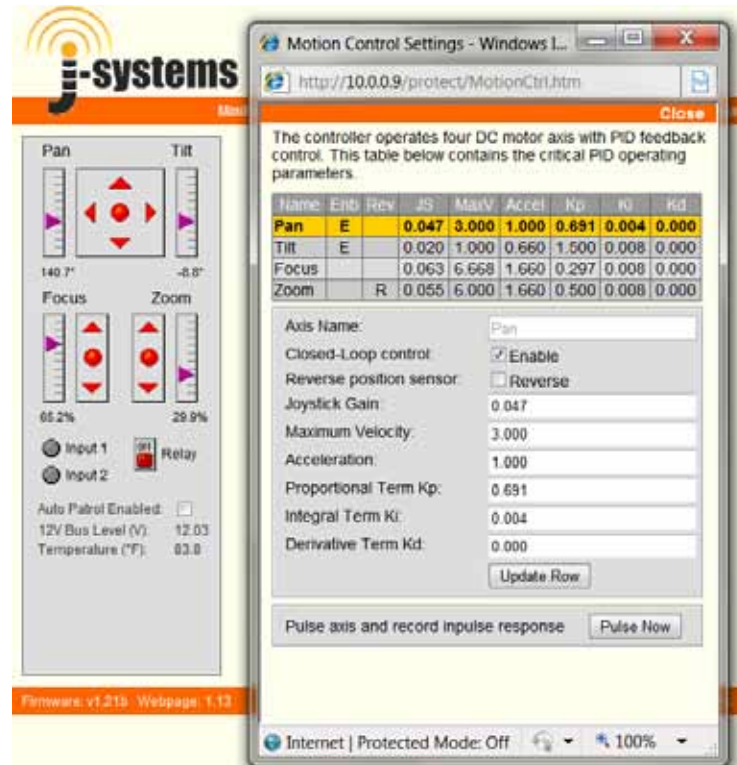 j-systems
Pan Tilt
140.7° -8.8°
Focus Zoom
65.2% 29.9%
Input 1
Input 2
OFF
Relay
Auto Patrol Enabled:
12V Bus Level (V): 12.03
Temperature (°F): 83.8
Firmware: v1.21b Webpage: 1.13
Motion Control Settings - Windows I...
http://10.0.0.9/protect/MotionCtrl.htm
Close
The controller operates four DC motor axis with PID feedback
control. This table below contains the critical PID operating
parameters.
Name Enb Rev JS MaxV Accel Kp Ki Kd
Pan E 0.047 3.000 1.000 0.691 0.004 0.000
Tilt E 0.020 1.000 0.660 1.500 0.008 0.000
Focus 0.063 6.668 1.660 0.297 0.008 0.000
Zoom R 0.055 6.000 1.660 0.500 0.008 0.000
Axis Name: Pan
Closed-Loop control: Enable
Reverse position sensor: Reverse
Joystick Gain: 0.047
Maximum Velocity: 3.000
Acceleration: 1.000
Proportional Term Kp: 0.691
Integral Term Ki: 0.004
Derivative Term Kd: 0.000
Update Row
Pulse axis and record inpulse response Pulse Now
Internet | Protected Mode: Off 100%